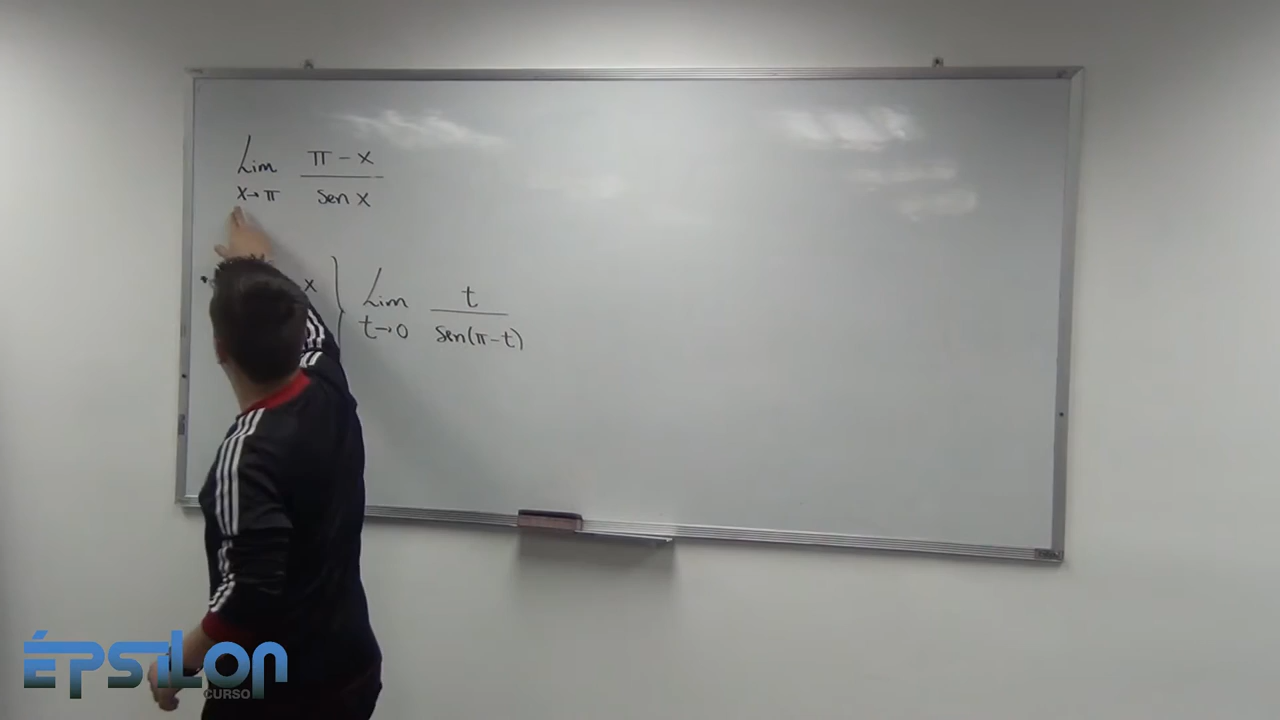 Lim π - x
x→π sen x
x
Lim t
t→0 sen(π-t)
ÉPSILON
CURSO